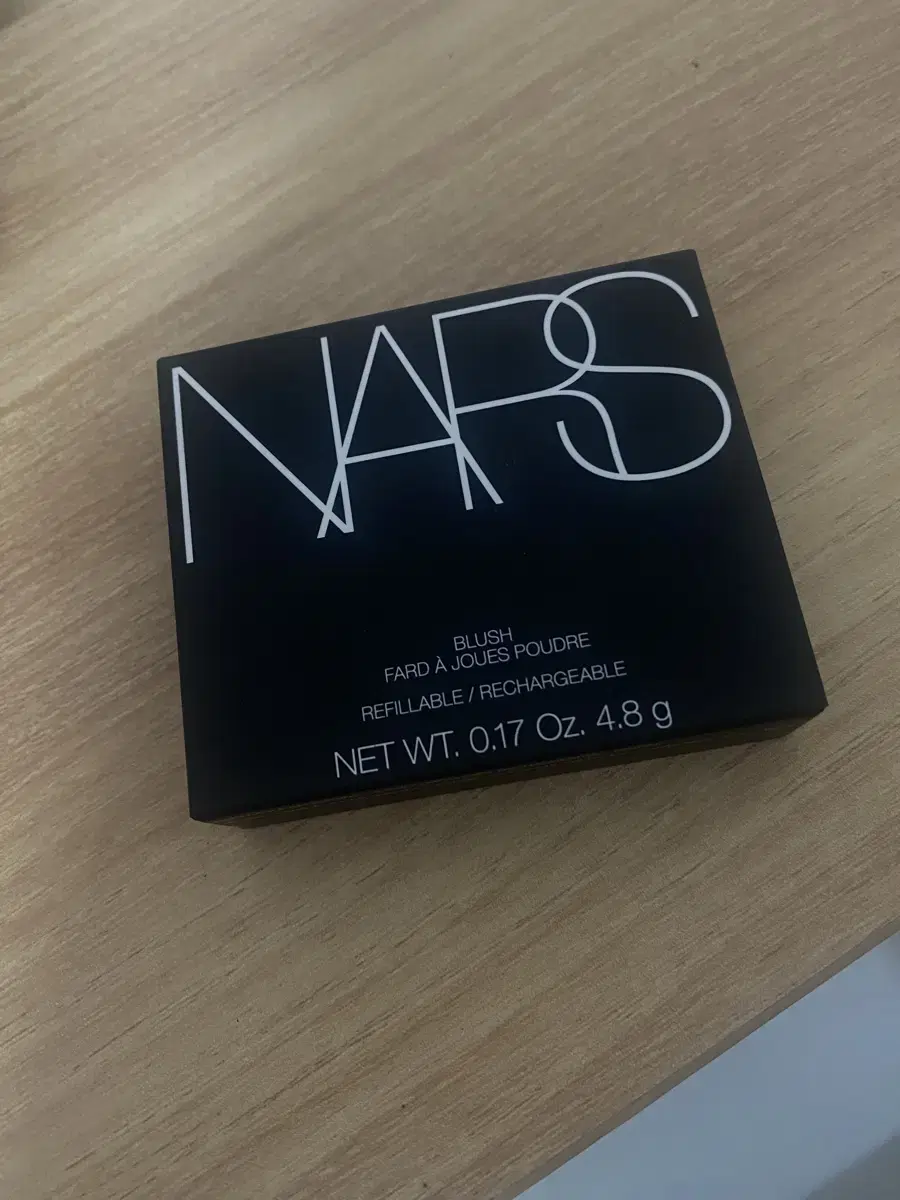 NARS
BLUSH
FARD À JOUES POUDRE
REFILLABLE / RECHARGEABLE
NET WT. 0.17 Oz. 4.8 g